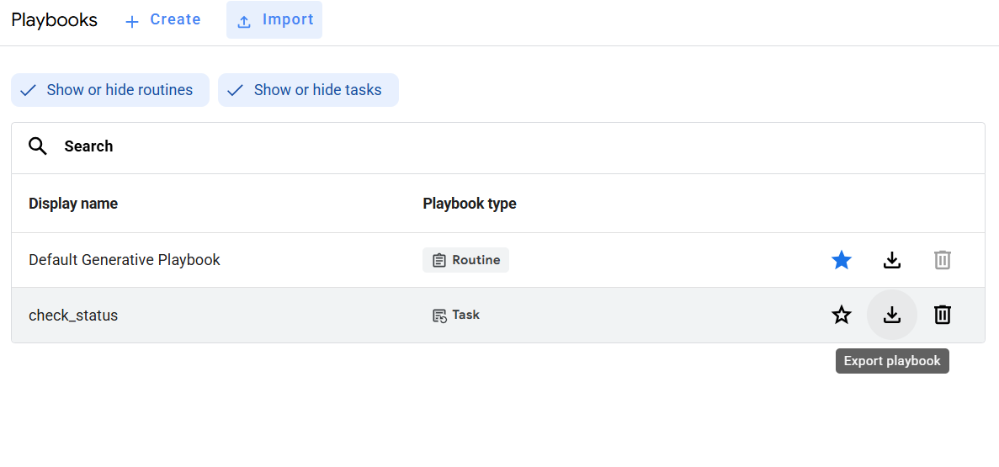 Playbooks Create Import
Show or hide routines Show or hide tasks
Search
Display name Playbook type
Default Generative Playbook Routine
check_status Task
Export playbook